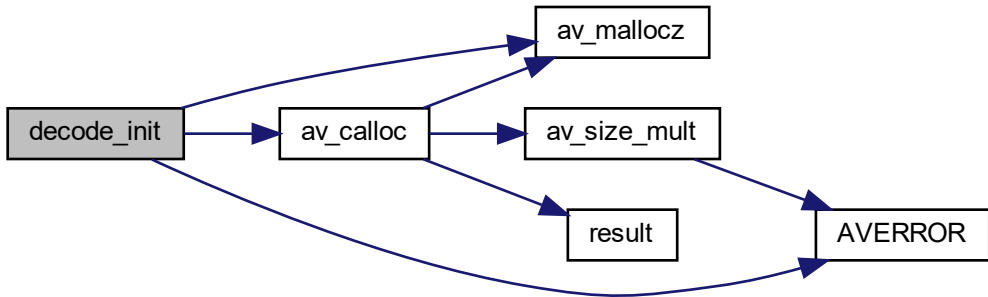 av_mallocz
decode_init
av_calloc
av_size_mult
result
AVERROR